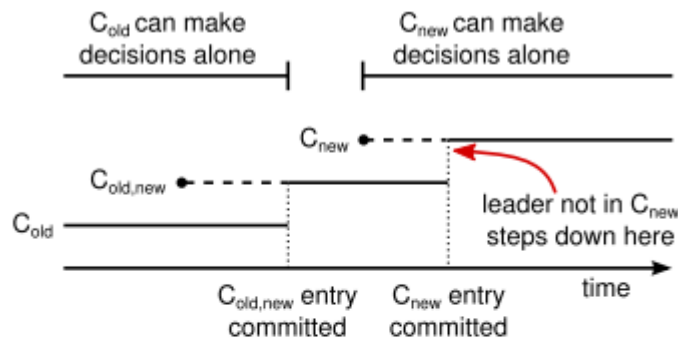 C_old can make
decisions alone
C_new can make
decisions alone
C_new
C_old,new
C_old
leader not in C_new
steps down here
time
C_old,new entry
committed
C_new entry
committed